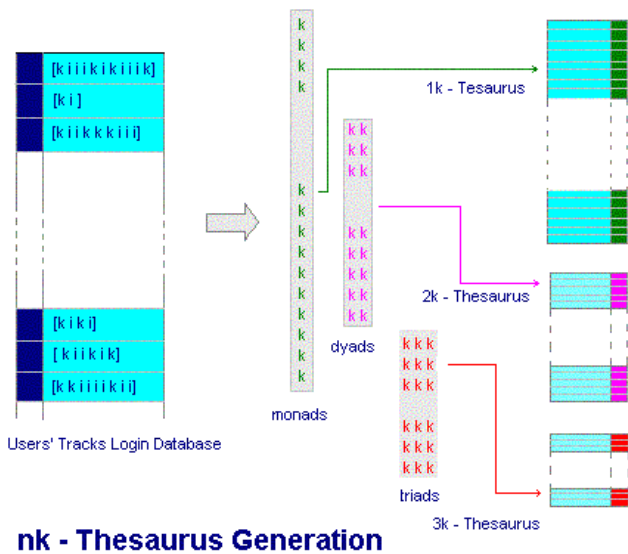 [k i i i k i k i i i k]
[k i]
[k i i k k k i i i]
[k i k i]
[ k i i k i k]
[k k i i i i k i i]
Users' Tracks Login Database
k
k
k
k
k
k
k
k
k
k
k
k
k
k
monads
k k
k k
k k
k k
k k
k k
k k
k k
dyads
k k k
k k k
k k k
k k k
k k k
k k k
triads
1k - Tesaurus
2k - Thesaurus
3k - Thesaurus
nk - Thesaurus Generation